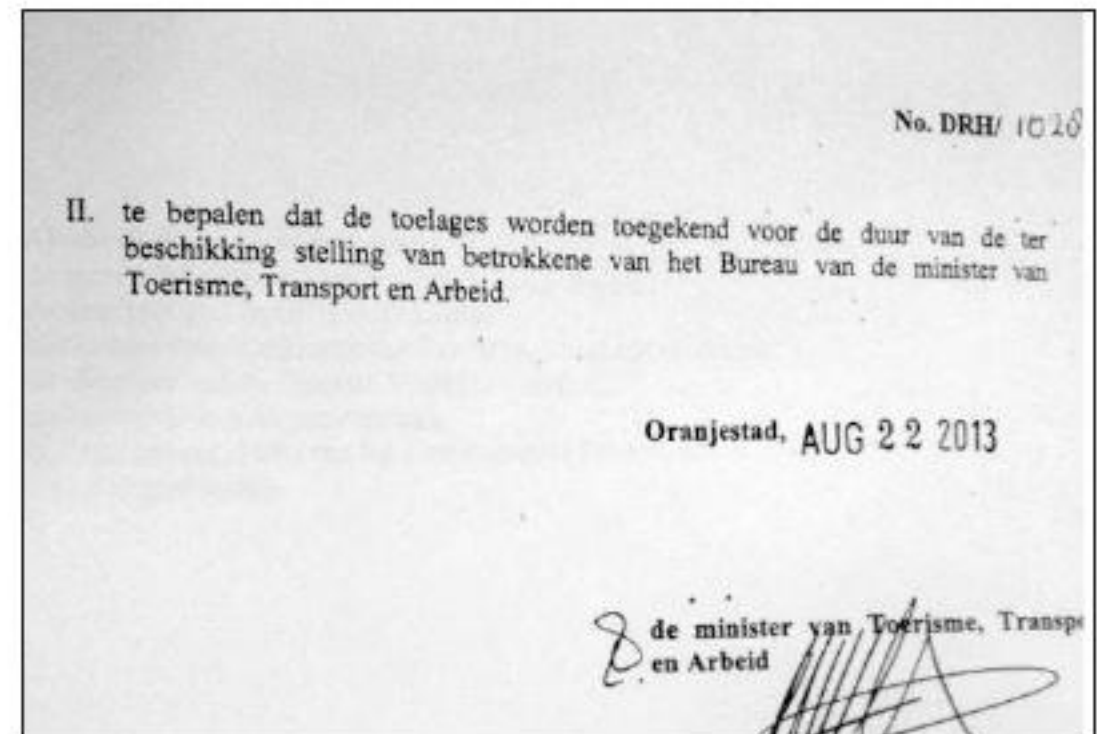 No. DRH/ 1028
II. te bepalen dat de toelages worden toegekend voor de duur van de ter
beschikking stelling van betrokkene van het Bureau van de minister van
Toerisme, Transport en Arbeid.
Oranjestad, AUG 22 2013
de minister van Toerisme, Transpo
en Arbeid